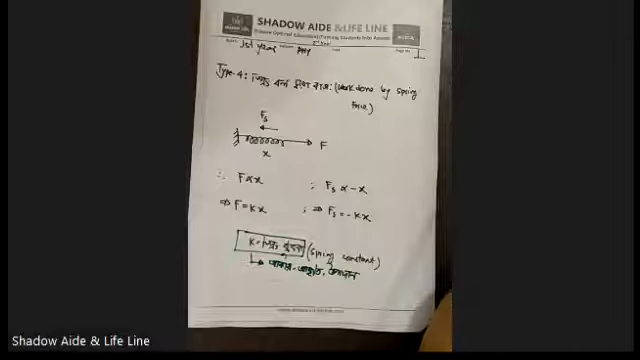 SHADOW AIDE & LIFE LINE
1st year
Type-4: স্প্রিং বল দ্বারা কাজ: (work done by spring force)
Fs
F
x
∴ F ∝ x ; Fs ∝ -x
⇒ F = kx ; ⇒ Fs = -kx
K = স্প্রিং ধ্রুবক (spring constant)
Shadow Aide & Life Line